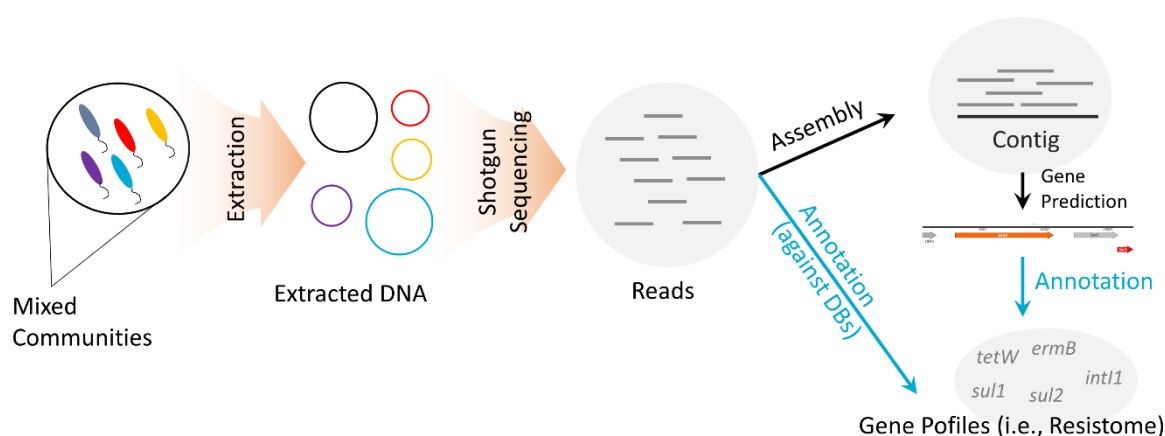 Mixed
Communities
Extraction
Extracted DNA
Shotgun
Sequencing
Reads
Assembly
Annotation
(against DBs)
Contig
Gene
Prediction
Annotation
tetW
ermB
intI1
sul1
sul2
Gene Pofiles (i.e., Resistome)